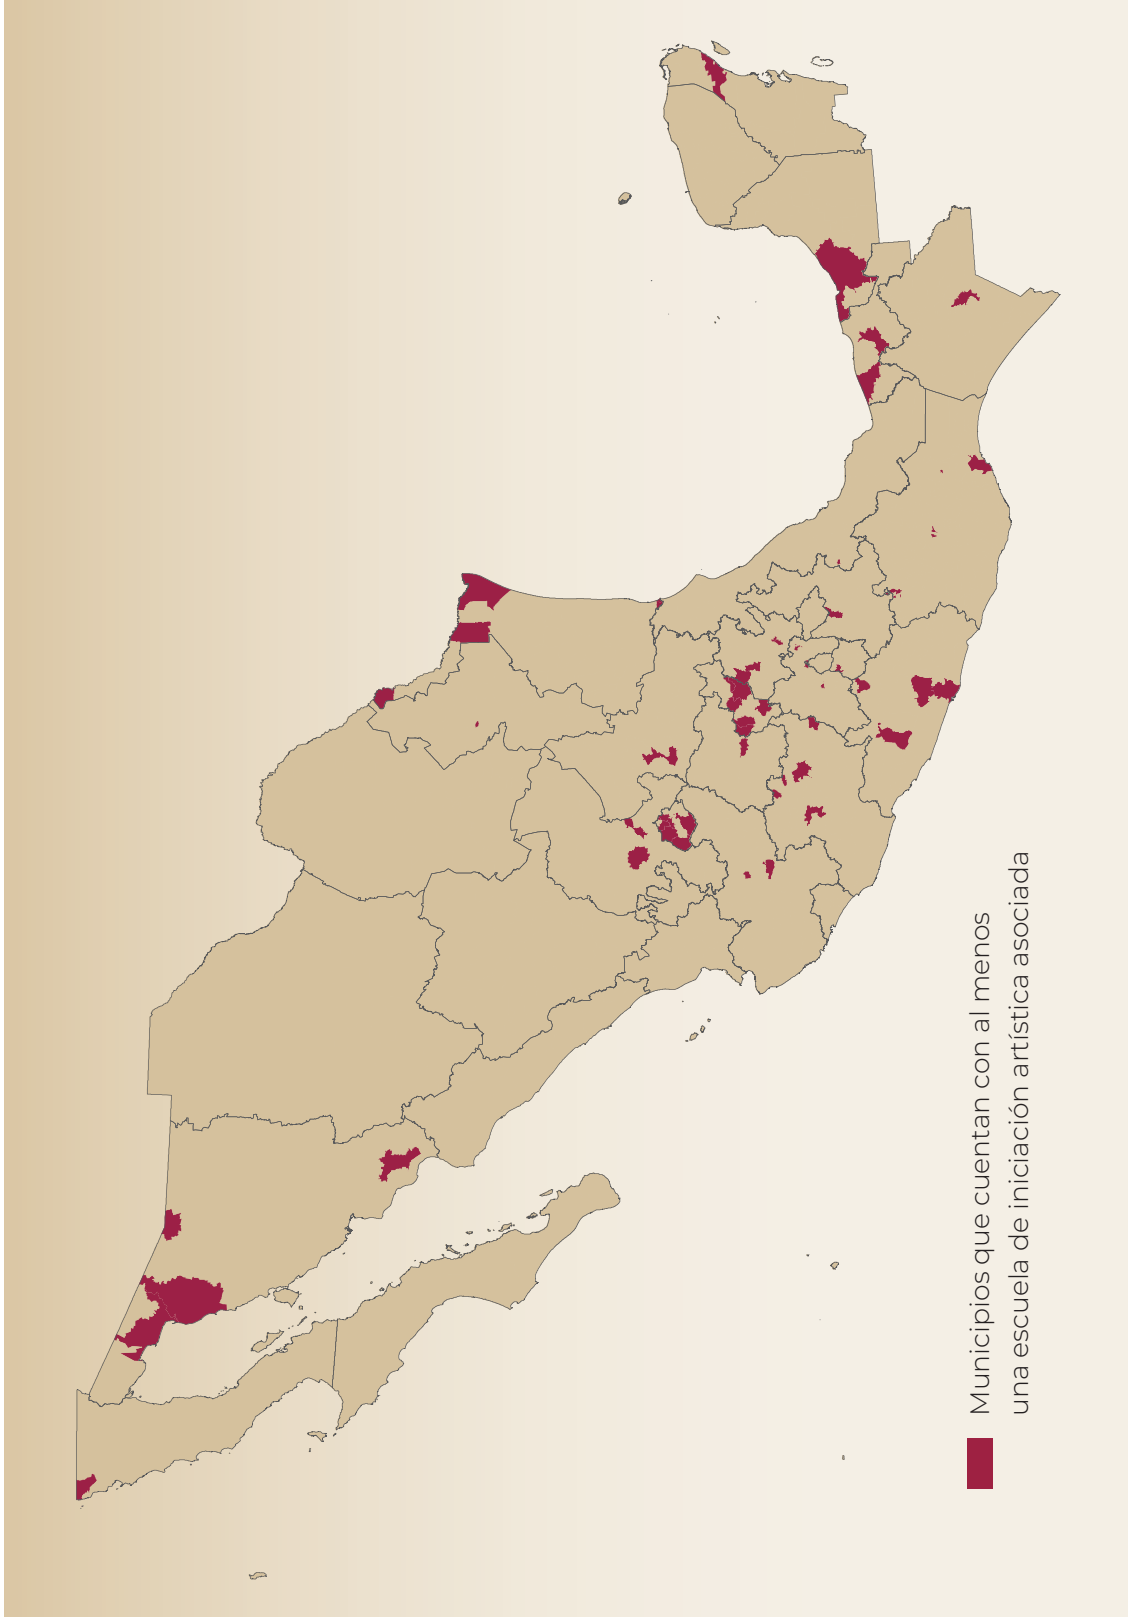 Municipios que cuentan con al menos
una escuela de iniciación artística asociada